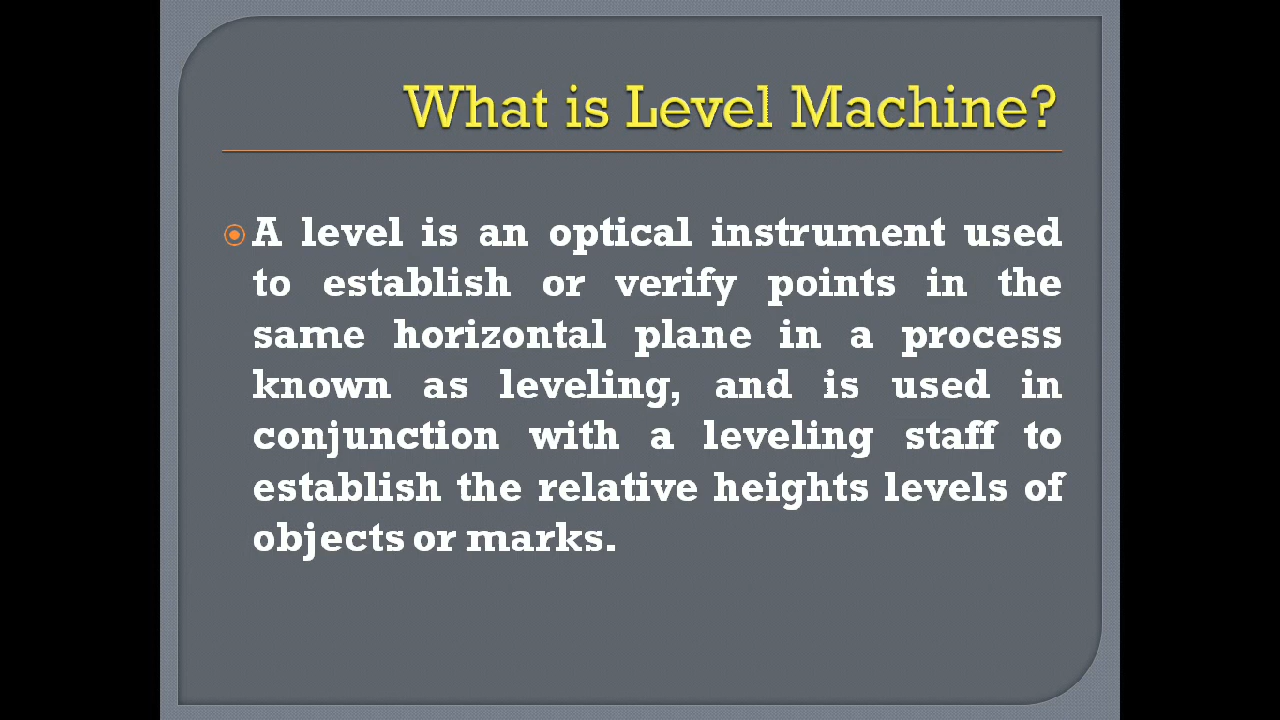 What is Level Machine?
A level is an optical instrument used
to establish or verify points in the
same horizontal plane in a process
known as leveling, and is used in
conjunction with a leveling staff to
establish the relative heights levels of
objects or marks.